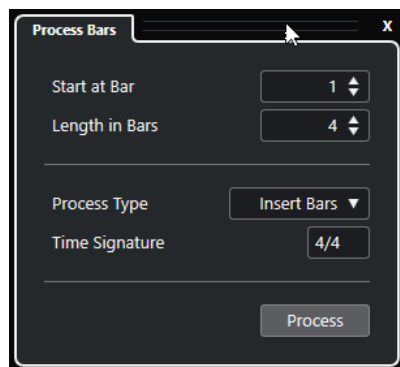 Process Bars X
Start at Bar 1
Length in Bars 4
Process Type Insert Bars
Time Signature 4/4
Process